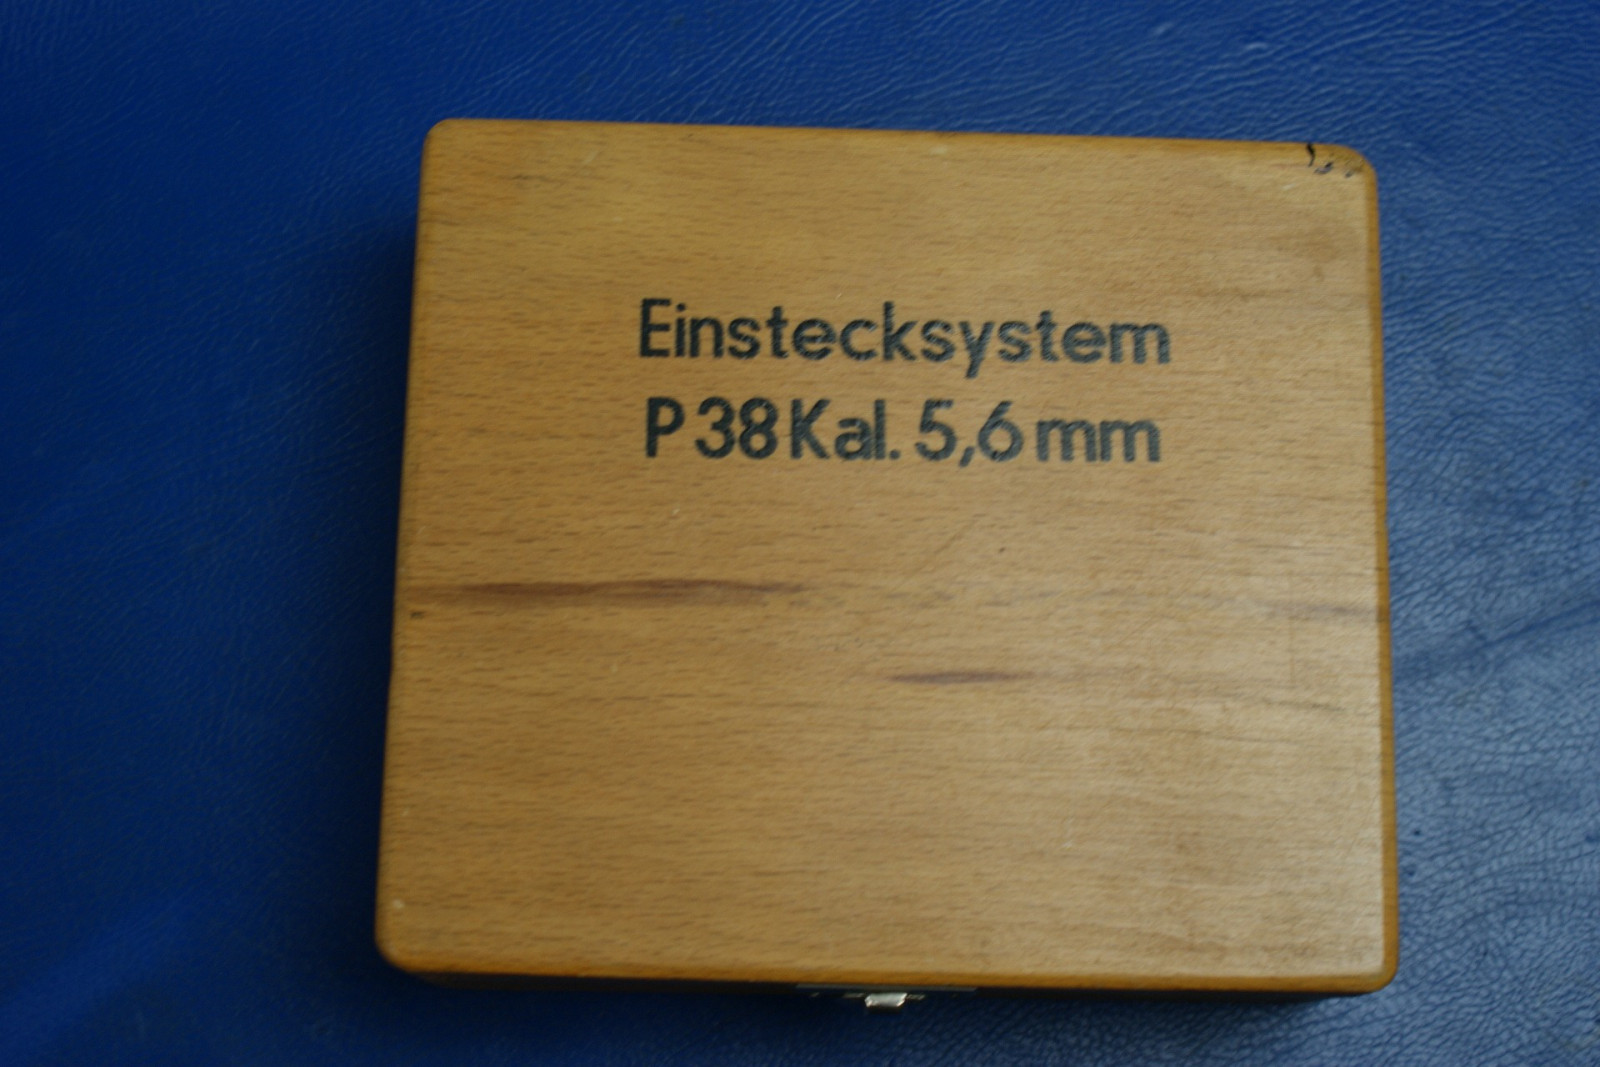 Einstecksystem
P 38 Kal. 5,6 mm